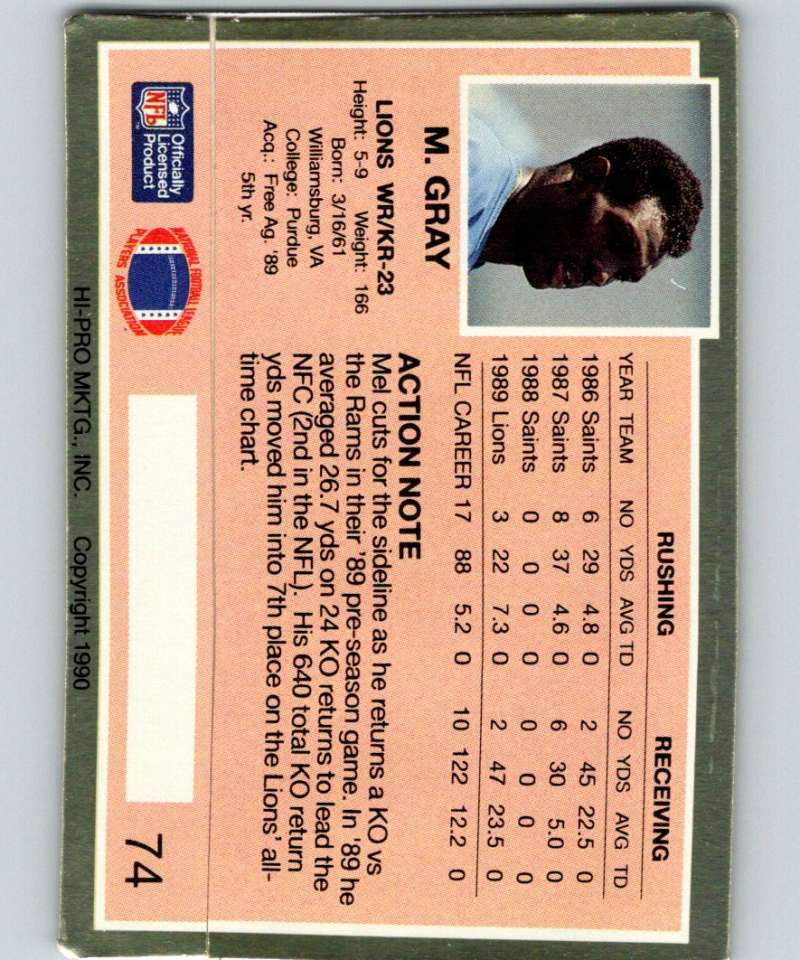 RUSHING RECEIVING
YEAR TEAM NO YDS AVG TD NO YDS AVG TD
1986 Saints 6 29 4.8 0 2 45 22.5 0
1987 Saints 8 37 4.6 0 6 30 5.0 0
1988 Saints 0 0 0 0 0 0 0 0
1989 Lions 3 22 7.3 0 2 47 23.5 0
NFL CAREER 17 88 5.2 0 10 122 12.2 0
M. GRAY
LIONS WR/KR-23
Height: 5-9 Weight: 166
Born: 3/16/61
Williamsburg, VA
College: Purdue
Acq.: Free Ag. '89
5th yr.
ACTION NOTE
Mel cuts for the sideline as he returns a KO vs
the Rams in their '89 pre-season game. In '89 he
averaged 26.7 yds on 24 KO returns to lead the
NFC (2nd in the NFL). His 640 total KO return
yds moved him into 7th place on the Lions' all-
time chart.
NFL
TM
Officially
Licensed
Product
NATIONAL FOOTBALL LEAGUE
PLAYERS ASSOCIATION
74
HI-PRO MKTG., INC. Copyright 1990